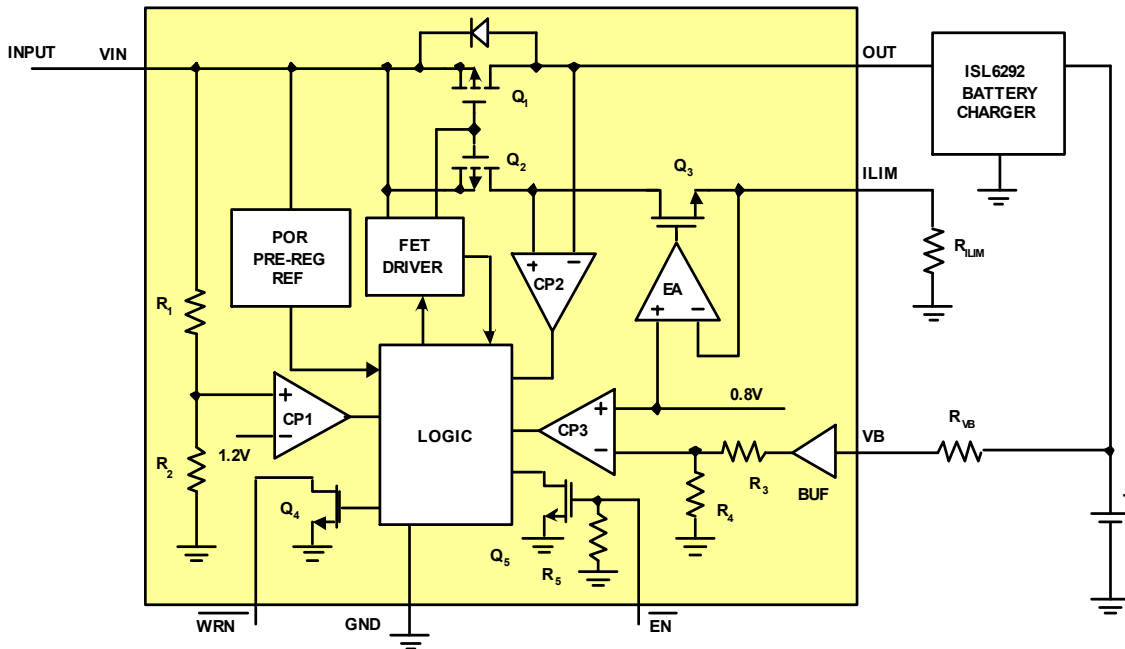 INPUT
VIN
OUT
ISL6292
BATTERY
CHARGER
Q1
Q2
Q3
ILIM
RILIM
POR
PRE-REG
REF
FET
DRIVER
+
−
CP2
EA
+
−
R1
R2
+
−
CP1
1.2V
LOGIC
CP3
+
−
0.8V
VB
RVB
R3
BUF
R4
Q4
Q5
R5
WRN
GND
EN